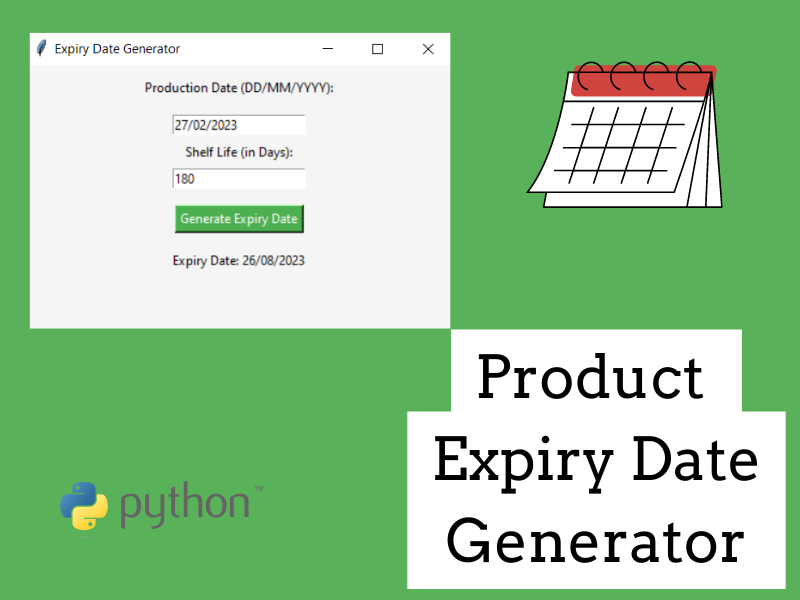 Expiry Date Generator
Production Date (DD/MM/YYYY):
27/02/2023
Shelf Life (in Days):
180
Generate Expiry Date
Expiry Date: 26/08/2023
Product
Expiry Date
Generator
python™